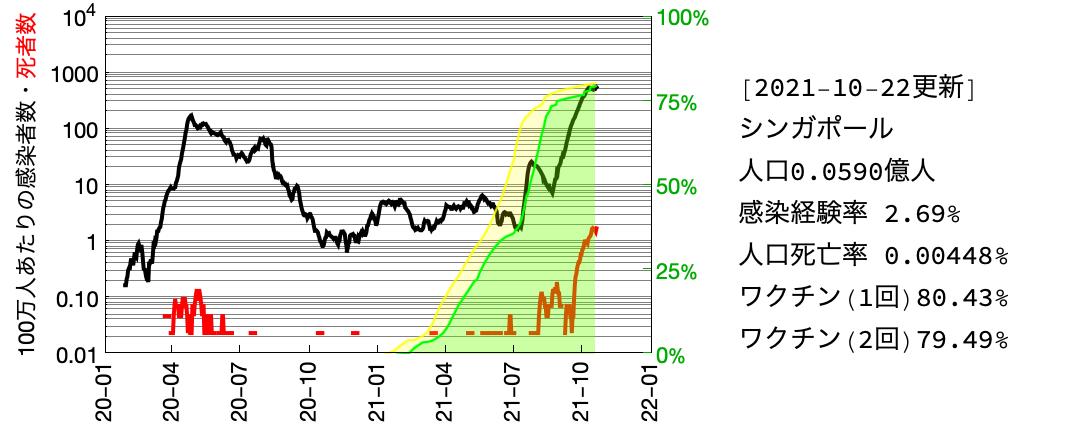 100万人あたりの感染者数・死者数
10^4
1000
100
10
1
0.10
0.01
100%
75%
50%
25%
0%
20-01
20-04
20-07
20-10
21-01
21-04
21-07
21-10
22-01
[2021-10-22更新]
シンガポール
人口0.0590億人
感染経験率 2.69%
人口死亡率 0.00448%
ワクチン(1回)80.43%
ワクチン(2回)79.49%